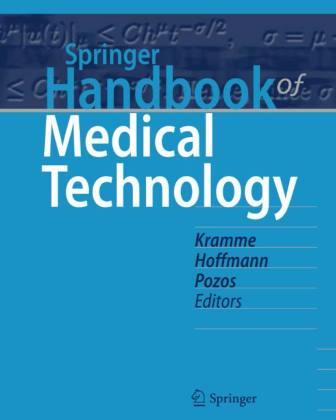 Springer
Handbook of
Medical
Technology
Kramme
Hoffmann
Pozos
Editors
Springer